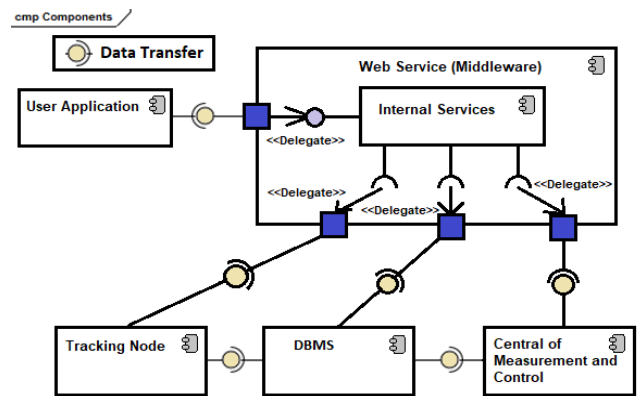 cmp Components
Data Transfer
Web Service (Middleware)
User Application
Internal Services
<<Delegate>>
<<Delegate>>
<<Delegate>>
<<Delegate>>
Tracking Node
DBMS
Central of
Measurement and
Control